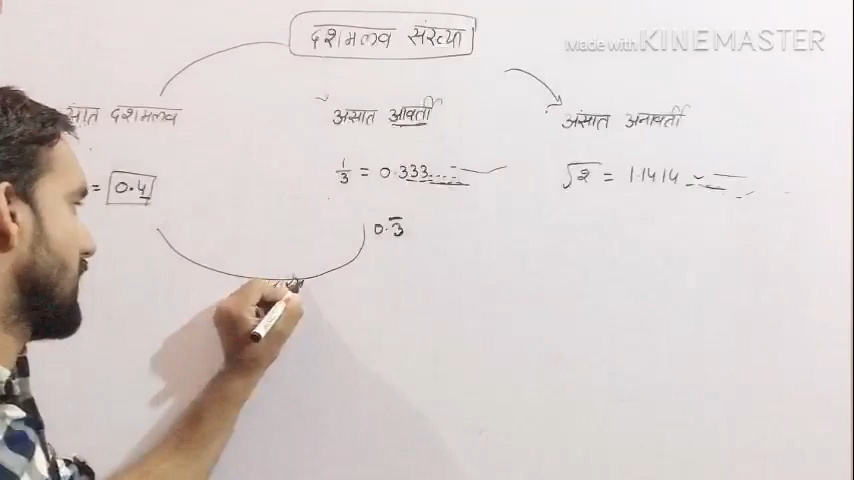 दशमलव संख्या
Made with KINEMASTER
सांत दशमलव
असांत आवर्ती
अंसात अनावर्ती
= 0.4
1/3 = 0.333....
√2 = 1.1414
0.3̅